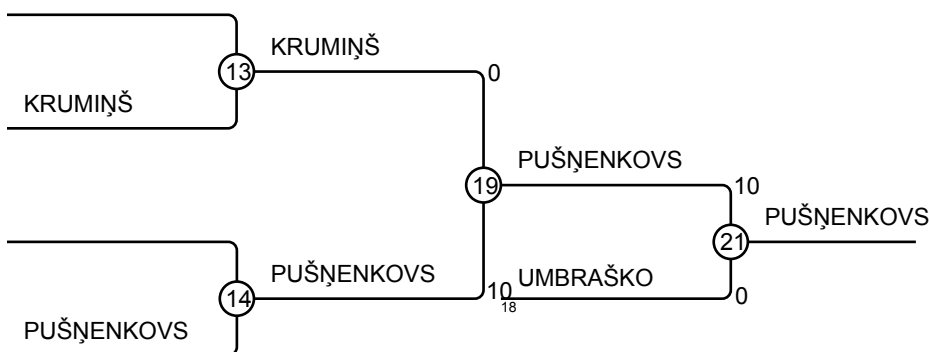 KRUMIŅŠ
13
0
KRUMIŅŠ
PUŠŅENKOVS
19
10
PUŠŅENKOVS
21
PUŠŅENKOVS
10
UMBRAŠKO
14
18
0
PUŠŅENKOVS